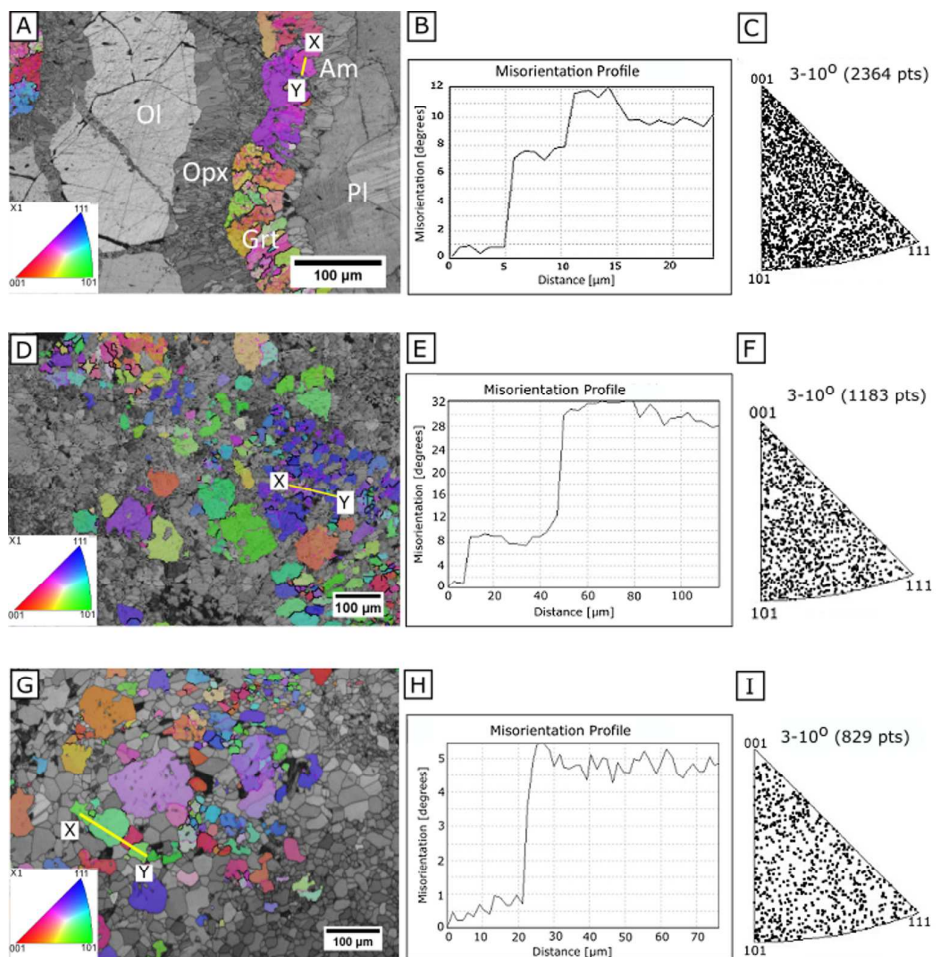 A
X
Am
Y
Ol
Opx
Pl
Grt
X1
111
001
101
100 µm
B
Misorientation Profile
Misorientation [degrees]
12
10
8
6
4
2
0
0
5
10
15
20
Distance [µm]
C
3-10⁰ (2364 pts)
001
111
101
D
X
Y
X1
111
001
101
100 µm
E
Misorientation Profile
Misorientation [degrees]
32
28
24
20
16
12
8
4
0
0
20
40
60
80
100
Distance [µm]
F
3-10⁰ (1183 pts)
001
111
101
G
X
Y
X1
111
001
101
100 µm
H
Misorientation Profile
Misorientation [degrees]
5
4
3
2
1
0
0
10
20
30
40
50
60
70
Distance [µm]
I
3-10⁰ (829 pts)
001
111
101